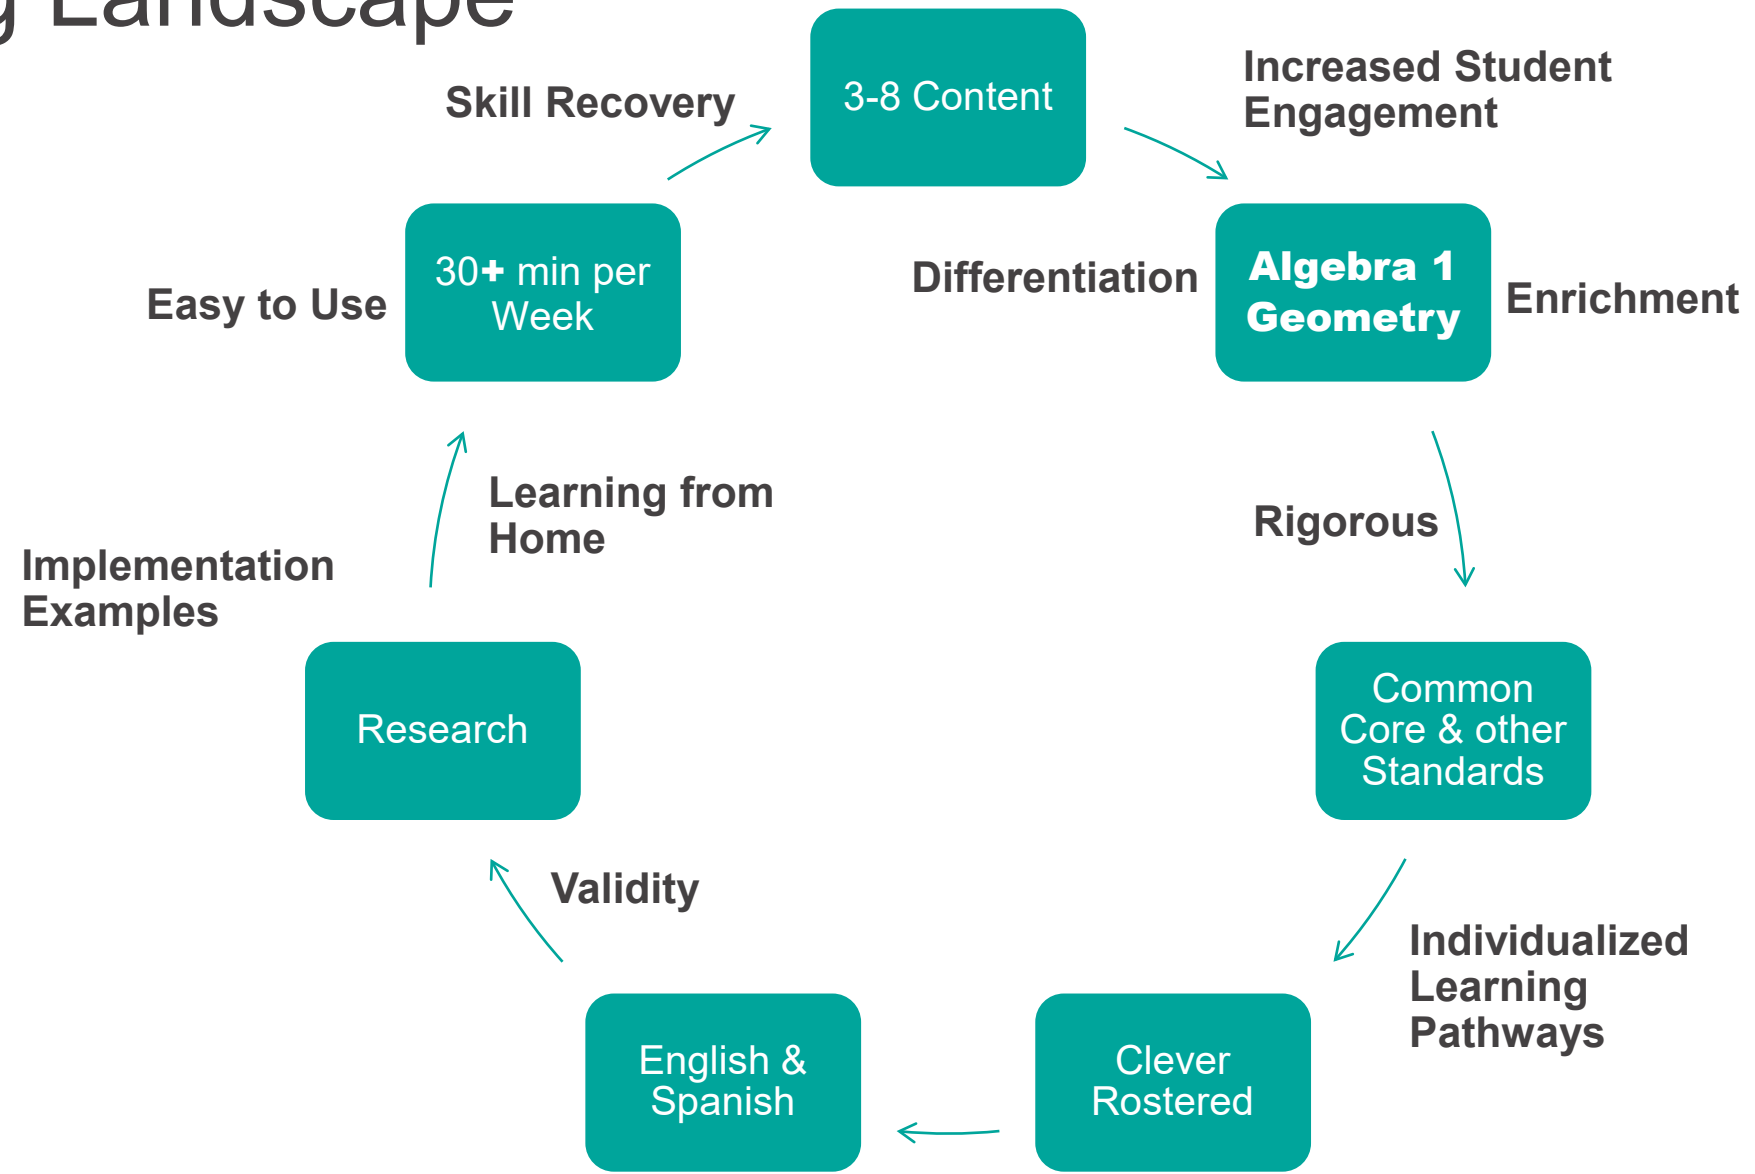 Landscape
3-8 Content
Increased Student
Engagement
Skill Recovery
30+ min per
Week
Easy to Use
Differentiation
Algebra 1
Geometry
Enrichment
Learning from
Home
Rigorous
Implementation
Examples
Research
Common
Core & other
Standards
Validity
Individualized
Learning
Pathways
English &
Spanish
Clever
Rostered